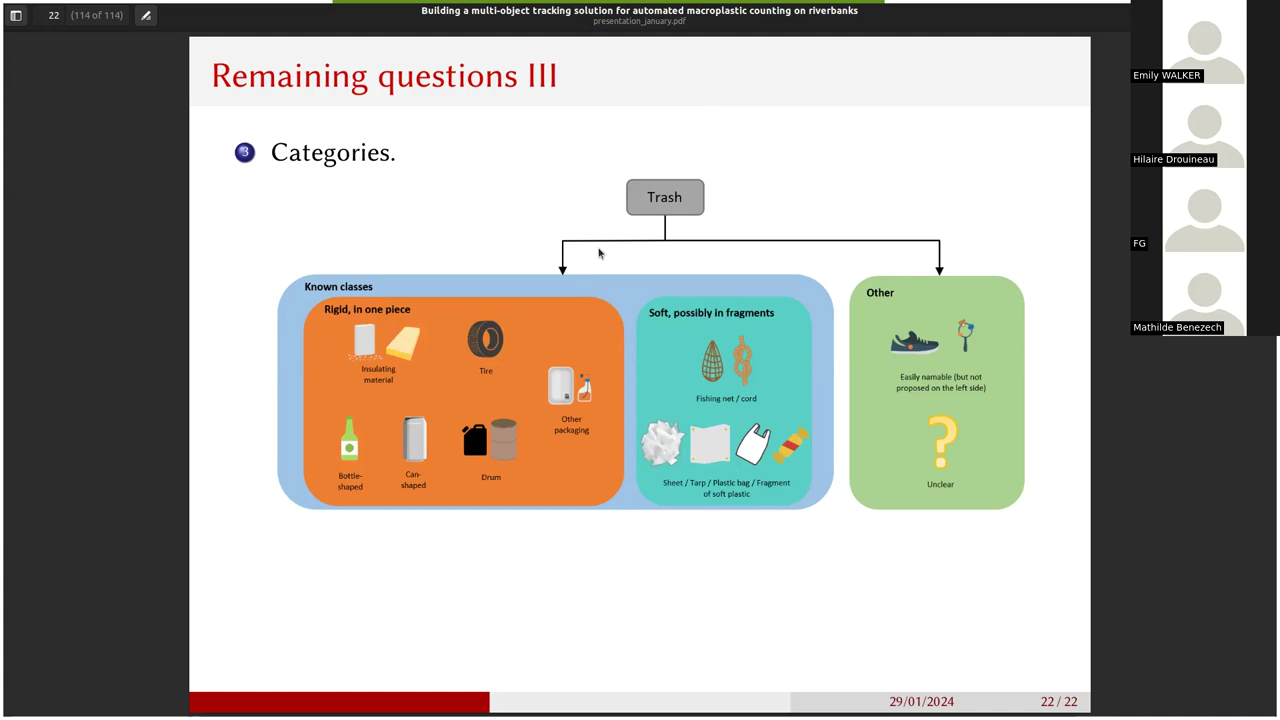 22 (114 of 114)
Building a multi-object tracking solution for automated macroplastic counting on riverbanks
presentation_january.pdf
Remaining questions III
3 Categories.
Trash
Known classes
Rigid, in one piece
Insulating
material
Tire
Other
packaging
Bottle-
shaped
Can-
shaped
Drum
Soft, possibly in fragments
Fishing net / cord
Sheet / Tarp / Plastic bag / Fragment
of soft plastic
Other
Easily namable (but not
proposed on the left side)
?
Unclear
29/01/2024 22 / 22
Emily WALKER
Hilaire Drouineau
FG
Mathilde Benezech